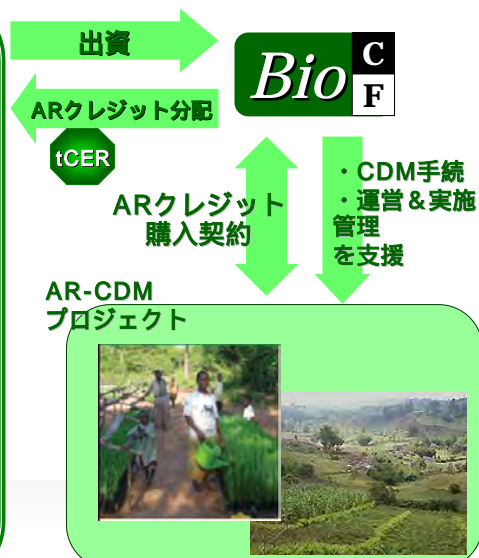 出資
Bio
C
F
ARクレジット分配
tCER
ARクレジット
購入契約
・CDM手続
・運営＆実施
管理
を支援
AR-CDM
プロジェクト